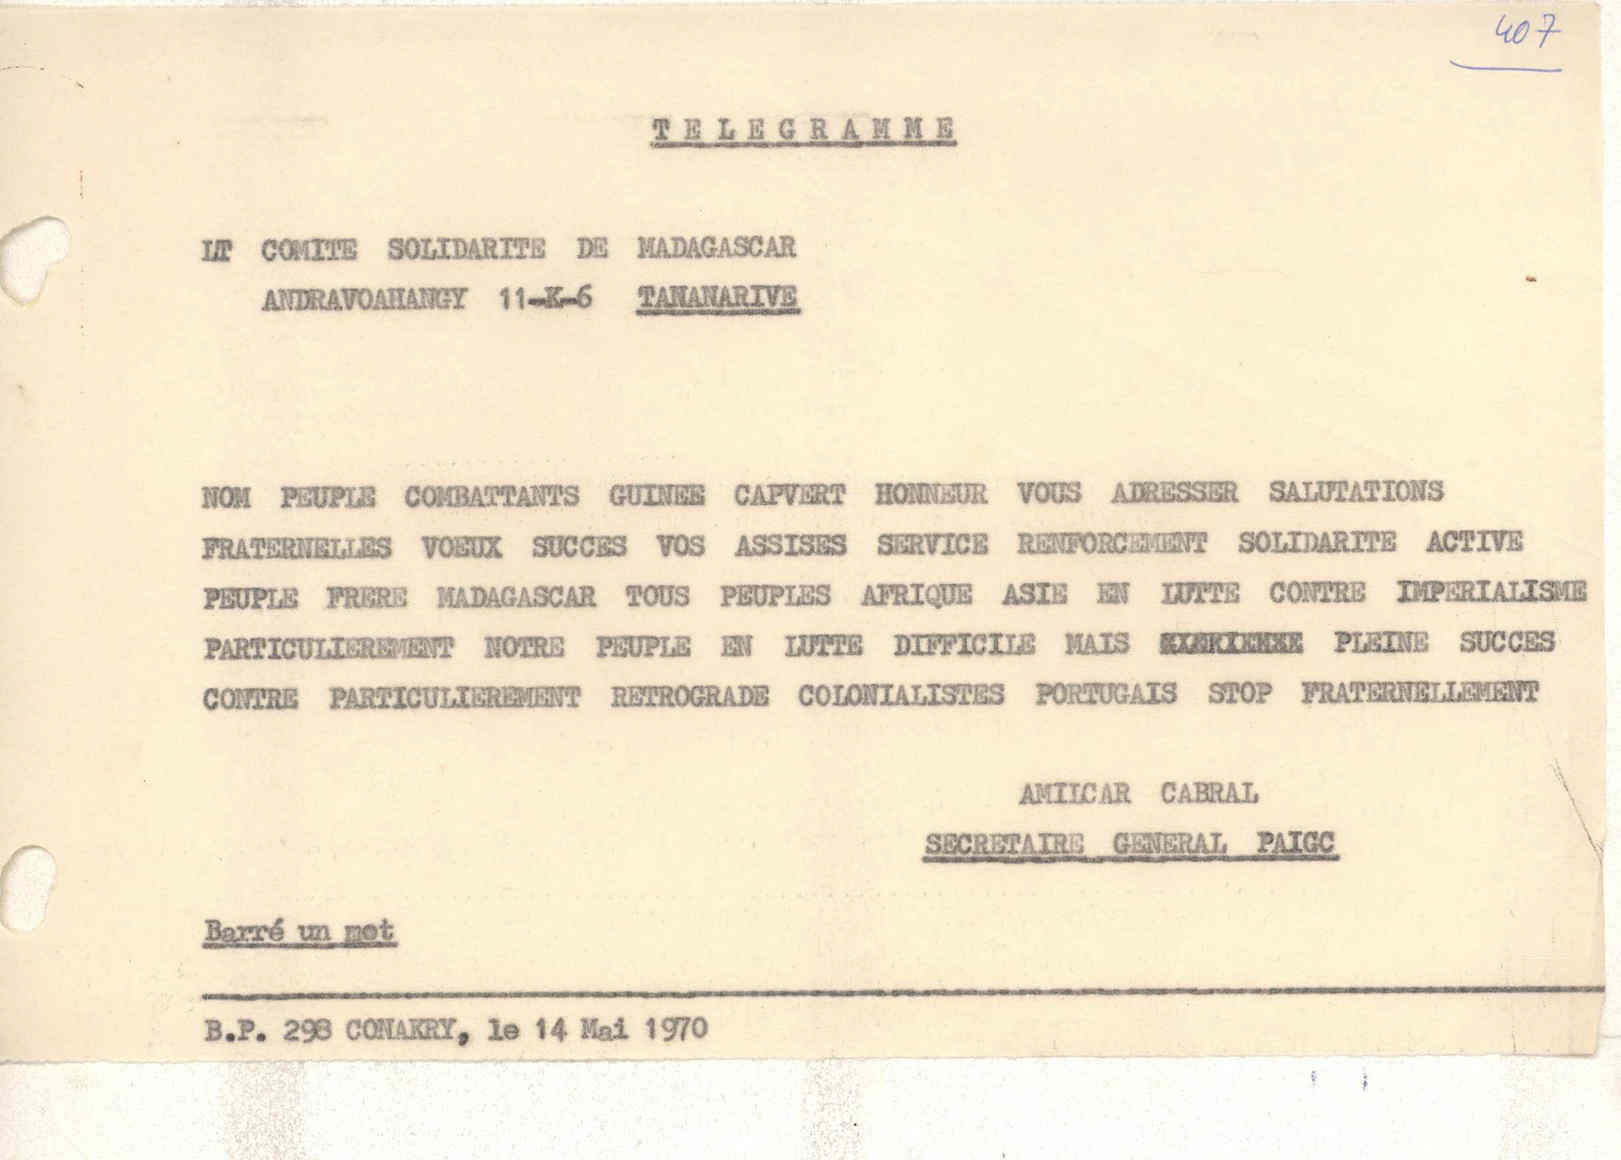 407
TELEGRAMME
LT COMITE SOLIDARITE DE MADAGASCAR
ANDRAVOAHANGY 11-K-6 TANANARIVE
NOM PEUPLE COMBATTANTS GUINEE CAPVERT HONNEUR VOUS ADRESSER SALUTATIONS
FRATERNELLES VOEUX SUCCES VOS ASSISES SERVICE RENFORCEMENT SOLIDARITE ACTIVE
PEUPLE FRERE MADAGASCAR TOUS PEUPLES AFRIQUE ASIE EN LUTTE CONTRE IMPERIALISME
PARTICULIEREMENT NOTRE PEUPLE EN LUTTE DIFFICILE MAIS PLEINE SUCCES
CONTRE PARTICULIEREMENT RETROGRADE COLONIALISTES PORTUGAIS STOP FRATERNELLEMENT
AMILCAR CABRAL
SECRETAIRE GENERAL PAIGC
Barré un mot
B.P. 298 CONAKRY, le 14 Mai 1970